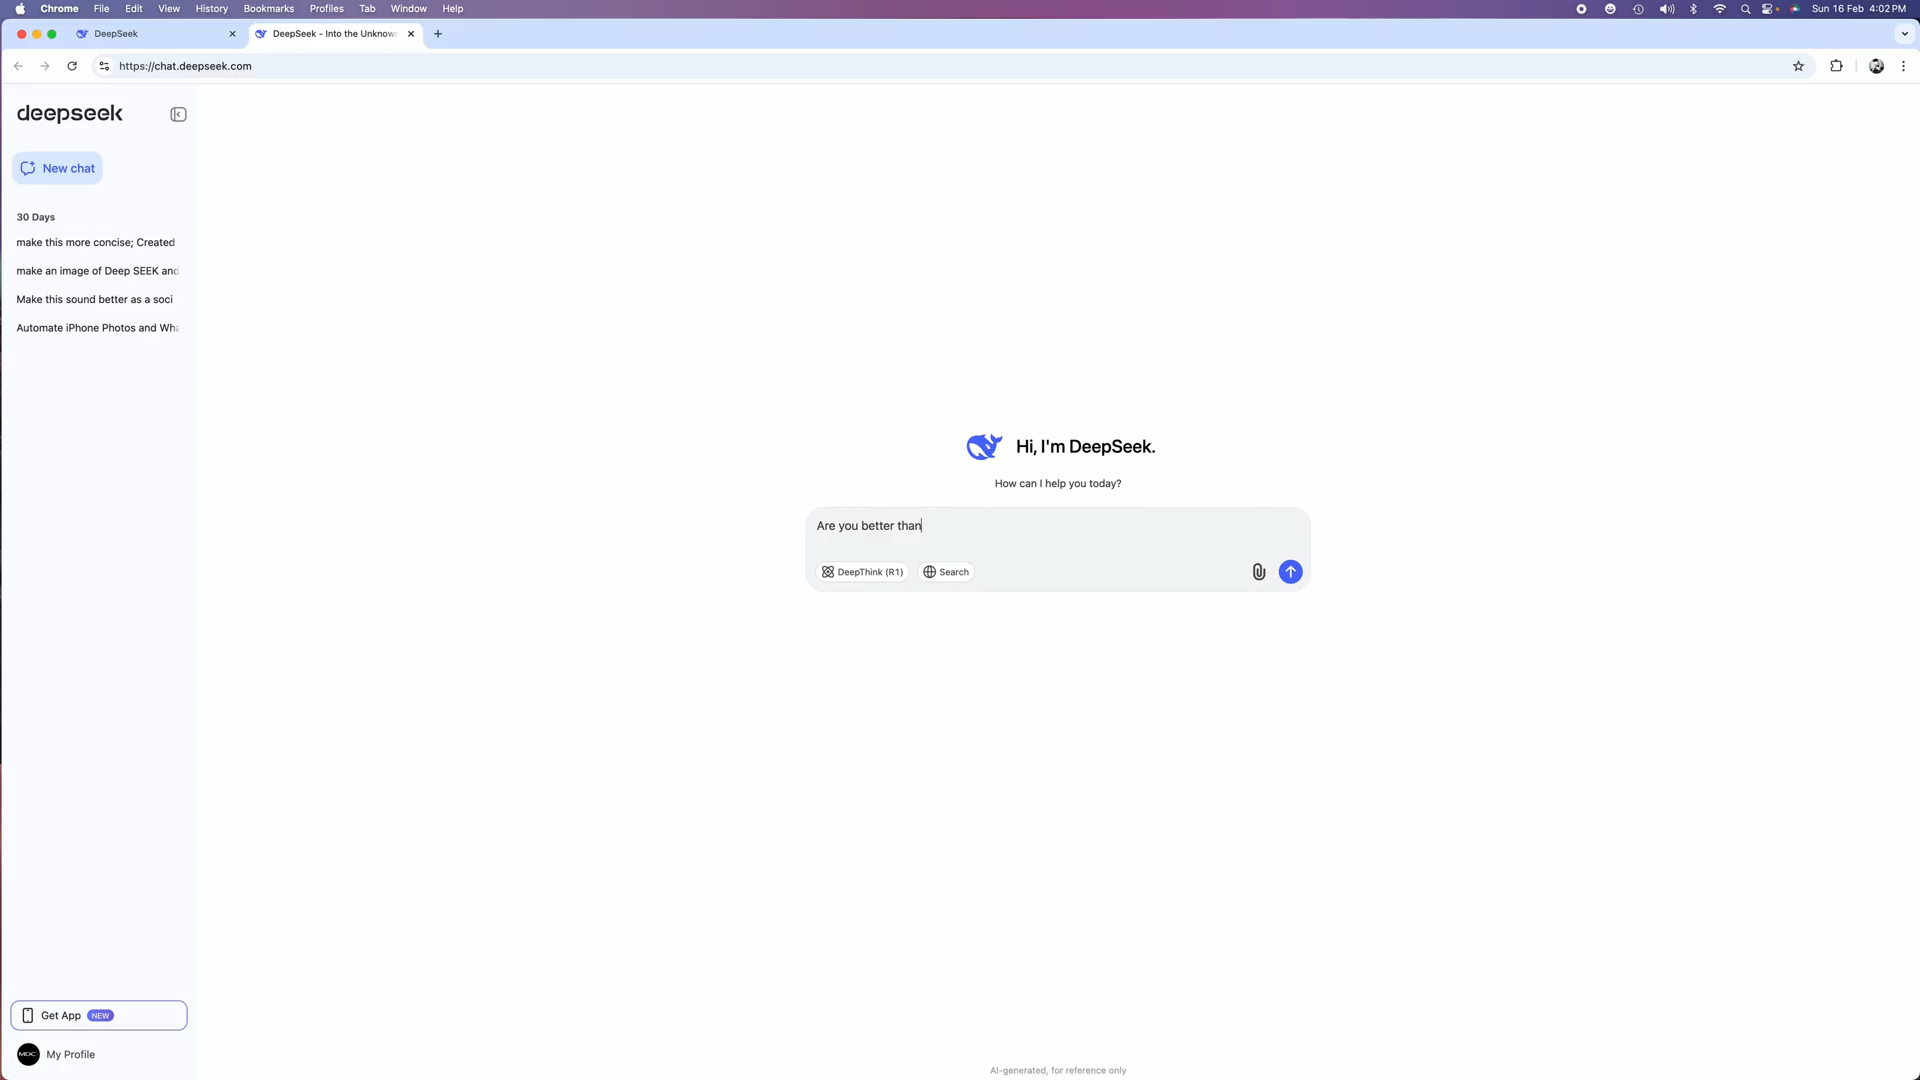 Chrome File Edit View History Bookmarks Profiles Tab Window Help Sun 16 Feb 4:02 PM
DeepSeek DeepSeek - Into the Unknow
https://chat.deepseek.com
deepseek
New chat
30 Days
make this more concise; Created
make an image of Deep SEEK and
Make this sound better as a soci
Automate iPhone Photos and Wha
Hi, I'm DeepSeek.
How can I help you today?
Are you better than
DeepThink (R1) Search
Get App NEW
MDC My Profile
AI-generated, for reference only